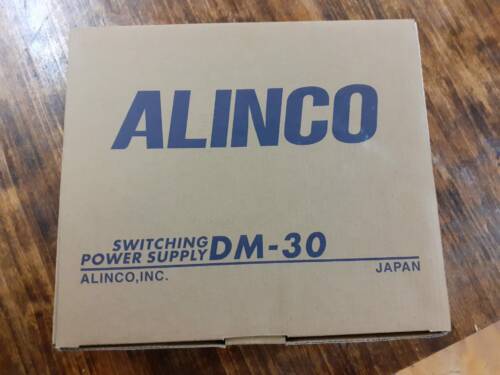 ALINCO
SWITCHING
POWER SUPPLY DM-30
ALINCO,INC.
JAPAN